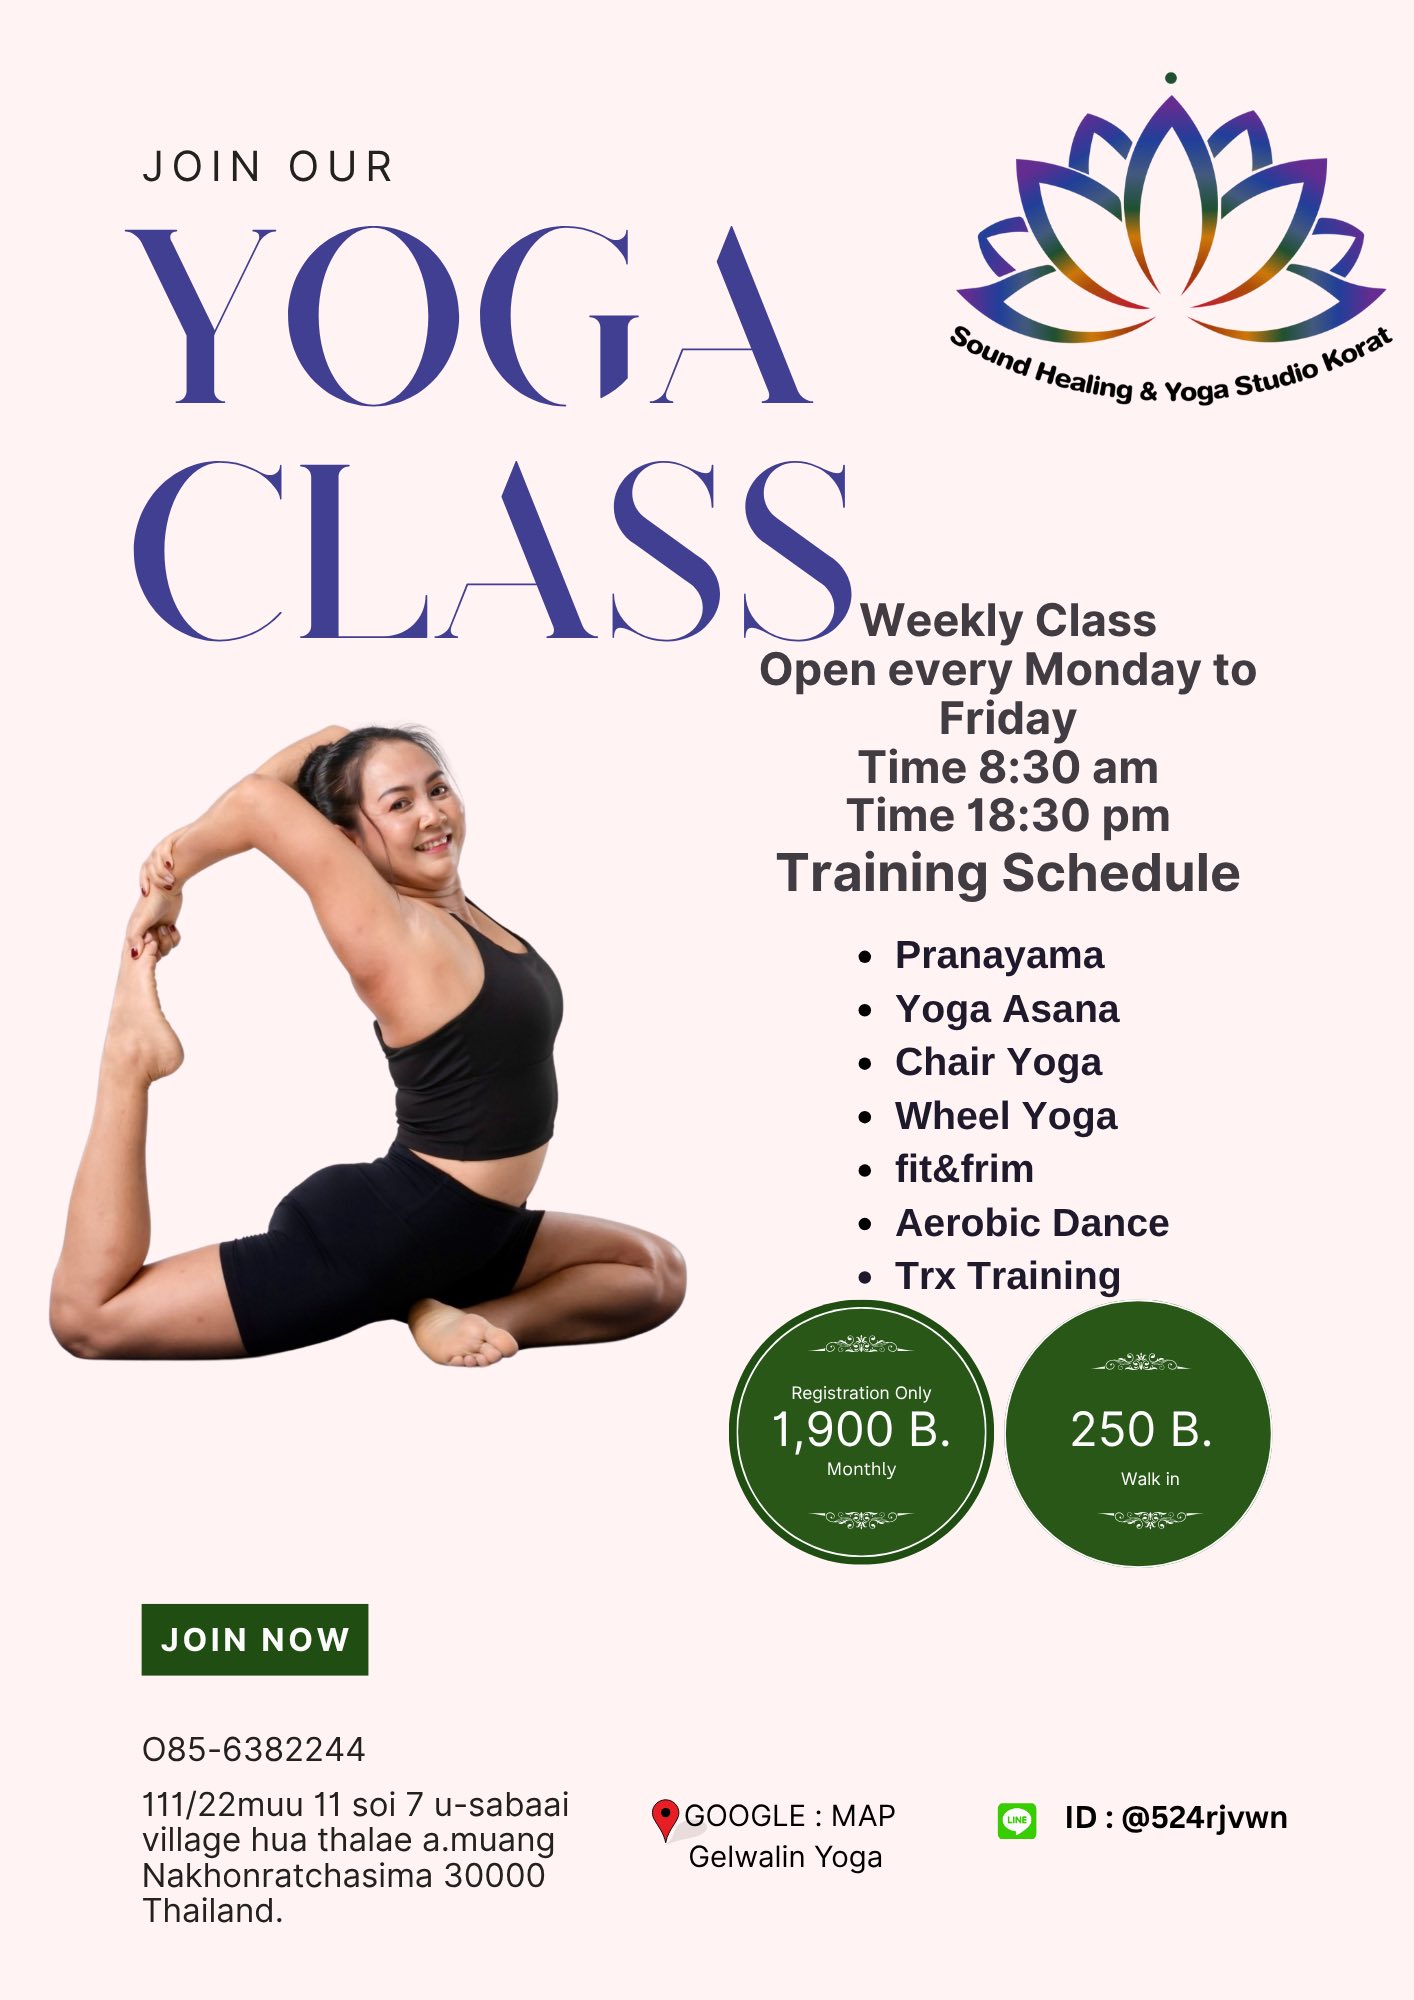 JOIN OUR
YOGA
CLASS
Sound Healing & Yoga Studio Korat
Weekly Class
Open every Monday to
Friday
Time 8:30 am
Time 18:30 pm
Training Schedule
• Pranayama
• Yoga Asana
• Chair Yoga
• Wheel Yoga
• fit&frim
• Aerobic Dance
• Trx Training
Registration Only
1,900 B.
Monthly
250 B.
Walk in
JOIN NOW
O85-6382244
111/22muu 11 soi 7 u-sabaai
village hua thalae a.muang
Nakhonratchasima 30000
Thailand.
GOOGLE : MAP
Gelwalin Yoga
LINE
ID : @524rjvwn